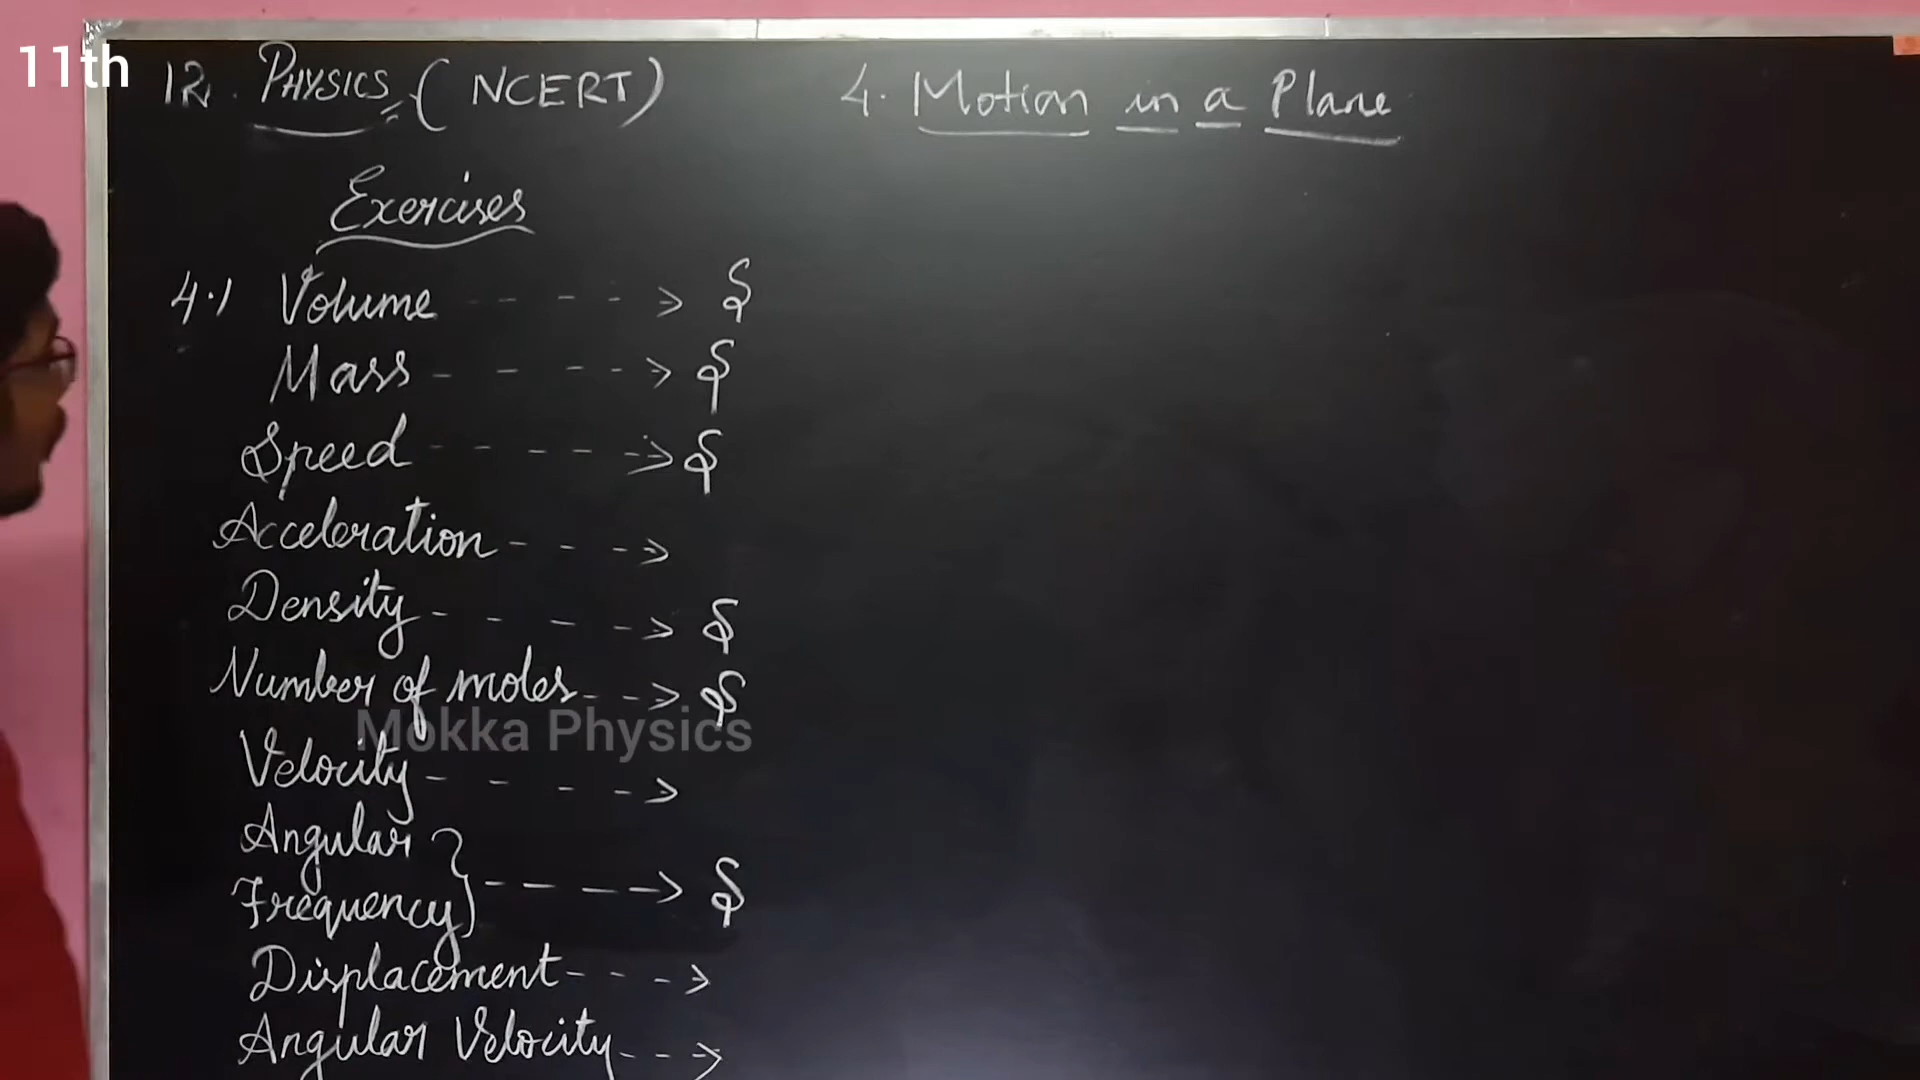 11th
12. PHYSICS (NCERT) 4. Motion in a Plane
Exercises
4.1 Volume - - - - -> S
Mass - - - - -> S
Speed - - - - -> S
Acceleration - - - ->
Density - - - - -> S
Number of moles - - -> S
Mokka Physics
Velocity - - - - ->
Angular
Frequency } - - - - -> S
Displacement - - - ->
Angular Velocity - - ->